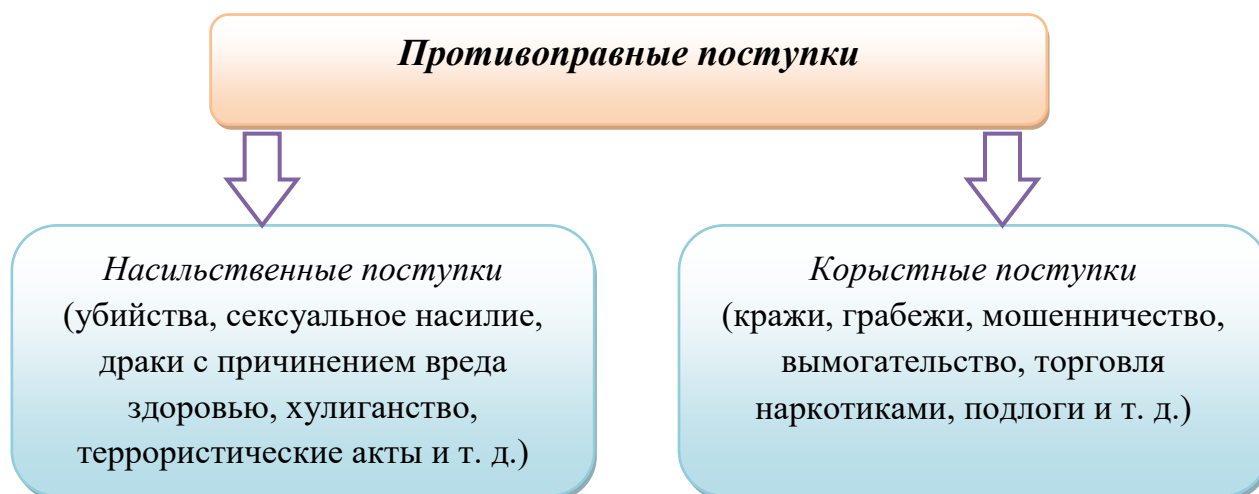 Противоправные поступки
Насильственные поступки
(убийства, сексуальное насилие,
драки с причинением вреда
здоровью, хулиганство,
террористические акты и т. д.)
Корыстные поступки
(кражи, грабежи, мошенничество,
вымогательство, торговля
наркотиками, подлоги и т. д.)